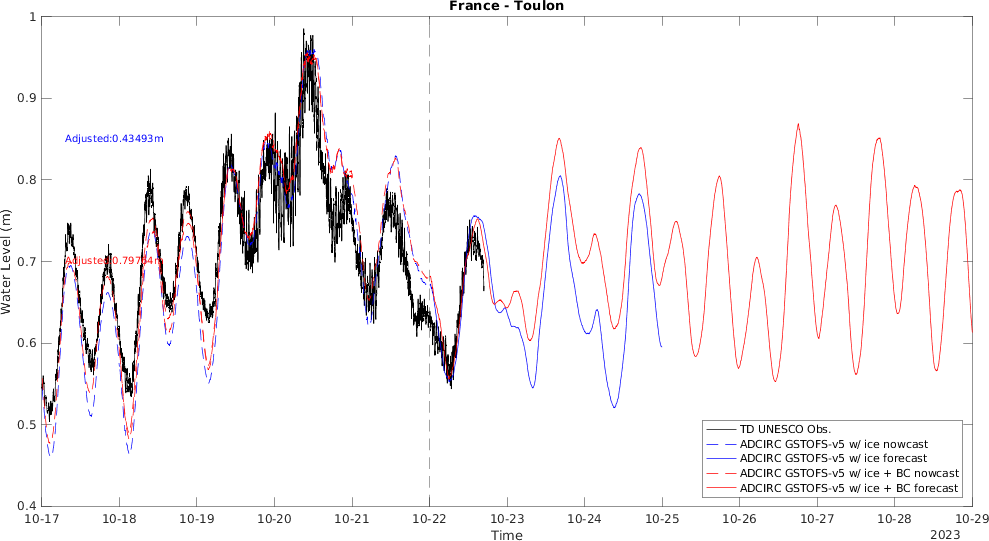 France - Toulon
Water Level (m)
1
0.9
0.8
0.7
0.6
0.5
0.4
Adjusted:0.43493m
TD UNESCO Obs.
ADCIRC GSTOFS-v5 w/ ice nowcast
ADCIRC GSTOFS-v5 w/ ice forecast
ADCIRC GSTOFS-v5 w/ ice + BC nowcast
ADCIRC GSTOFS-v5 w/ ice + BC forecast
10-17 10-18 10-19 10-20 10-21 10-22 10-23 10-24 10-25 10-26 10-27 10-28 10-29
Time
2023